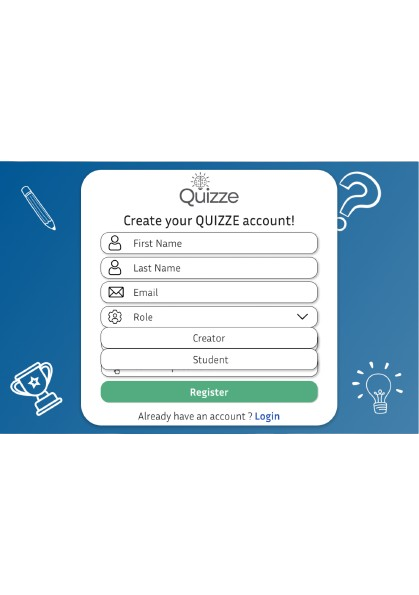 Quizze
Create your QUIZZE account!
First Name
Last Name
Email
Role
Creator
Student
Register
Already have an account ? Login